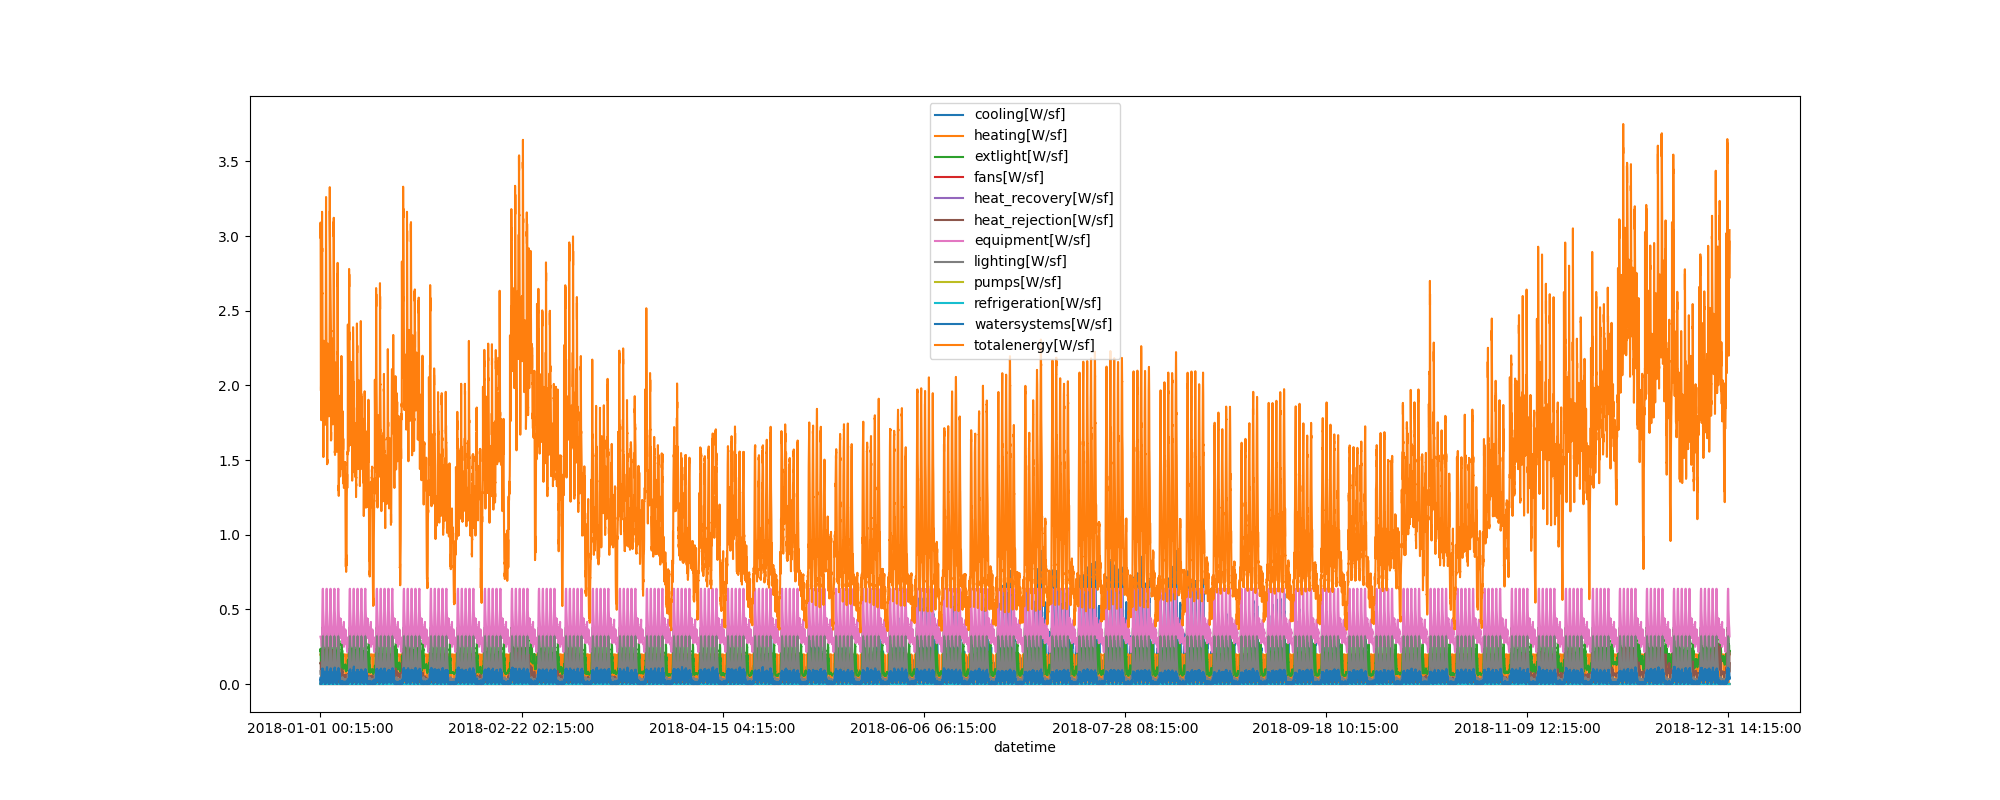 cooling[W/sf]
heating[W/sf]
extlight[W/sf]
fans[W/sf]
heat_recovery[W/sf]
heat_rejection[W/sf]
equipment[W/sf]
lighting[W/sf]
pumps[W/sf]
refrigeration[W/sf]
watersystems[W/sf]
totalenergy[W/sf]
3.5
3.0
2.5
2.0
1.5
1.0
0.5
0.0
2018-01-01 00:15:00 2018-02-22 02:15:00 2018-04-15 04:15:00 2018-06-06 06:15:00 2018-07-28 08:15:00 2018-09-18 10:15:00 2018-11-09 12:15:00 2018-12-31 14:15:00
datetime